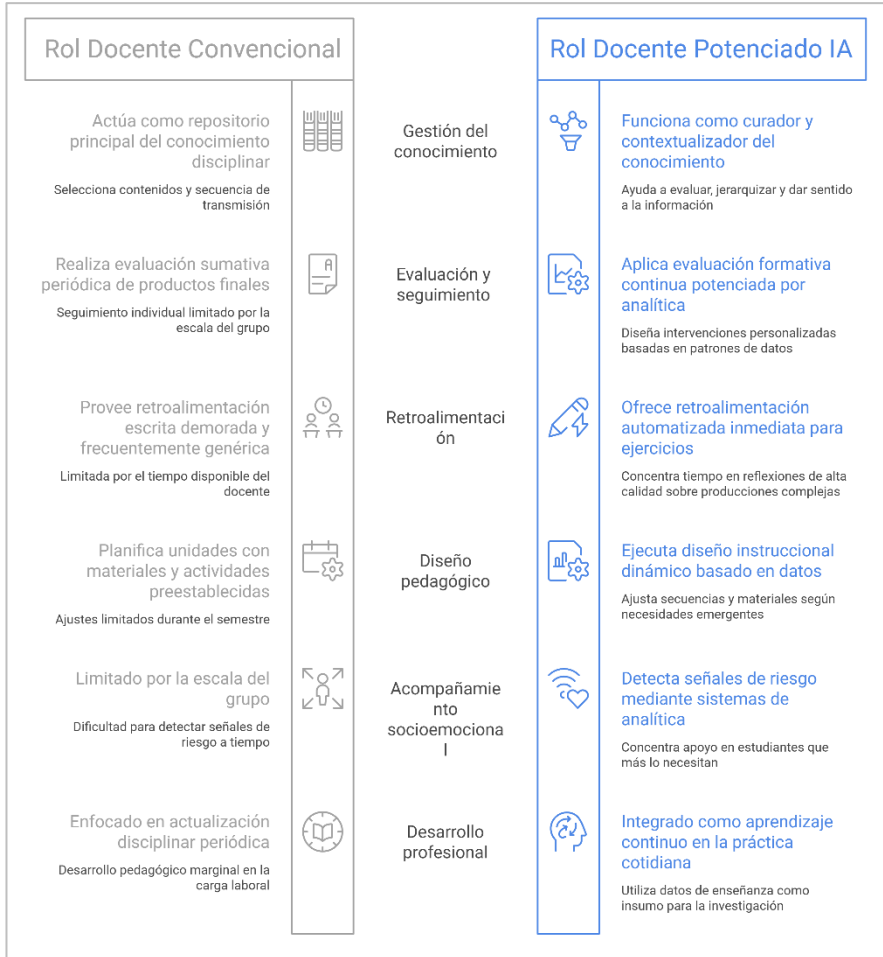 Rol Docente Convencional
Rol Docente Potenciado IA
Actúa como repositorio
principal del conocimiento
disciplinar
Selecciona contenidos y secuencia de
transmisión
Gestión del
conocimiento
Funciona como curador y
contextualizador del
conocimiento
Ayuda a evaluar, jerarquizar y dar sentido
a la información
Realiza evaluación sumativa
periódica de productos finales
Seguimiento individual limitado por la
escala del grupo
A
Evaluación y
seguimiento
Aplica evaluación formativa
continua potenciada por
analítica
Diseña intervenciones personalizadas
basadas en patrones de datos
Provee retroalimentación
escrita demorada y
frecuentemente genérica
Limitada por el tiempo disponible del
docente
Retroalimentaci
ón
Ofrece retroalimentación
automatizada inmediata para
ejercicios
Concentra tiempo en reflexiones de alta
calidad sobre producciones complejas
Planifica unidades con
materiales y actividades
preestablecidas
Ajustes limitados durante el semestre
Diseño
pedagógico
Ejecuta diseño instruccional
dinámico basado en datos
Ajusta secuencias y materiales según
necesidades emergentes
Limitado por la escala del
grupo
Dificultad para detectar señales de
riesgo a tiempo
Acompañamie
nto
socioemociona
l
Detecta señales de riesgo
mediante sistemas de
analítica
Concentra apoyo en estudiantes que
más lo necesitan
Enfocado en actualización
disciplinar periódica
Desarrollo pedagógico marginal en la
carga laboral
Desarrollo
profesional
Integrado como aprendizaje
continuo en la práctica
cotidiana
Utiliza datos de enseñanza como
insumo para la investigación